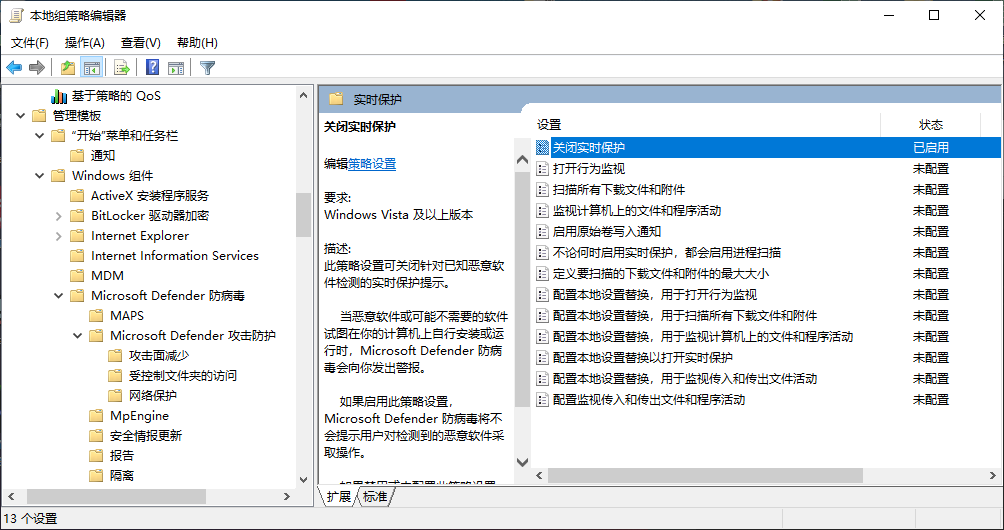 本地组策略编辑器
文件(F) 操作(A) 查看(V) 帮助(H)
基于策略的 QoS
管理模板
“开始”菜单和任务栏
通知
Windows 组件
ActiveX 安装程序服务
BitLocker 驱动器加密
Internet Explorer
Internet Information Services
MDM
Microsoft Defender 防病毒
MAPS
Microsoft Defender 攻击防护
攻击面减少
受控制文件夹的访问
网络保护
MpEngine
安全情报更新
报告
隔离
实时保护
关闭实时保护
编辑策略设置
要求:
Windows Vista 及以上版本
描述:
此策略设置可关闭针对已知恶意软
件检测的实时保护提示。
当恶意软件或可能不需要的软件
试图在你的计算机上自行安装或运
行时，Microsoft Defender 防病
毒会向你发出警报。
如果启用此策略设置，
Microsoft Defender 防病毒将不
会提示用户对检测到的恶意软件采
取操作。
设置 状态
关闭实时保护 已启用
打开行为监视 未配置
扫描所有下载文件和附件 未配置
监视计算机上的文件和程序活动 未配置
启用原始卷写入通知 未配置
不论何时启用实时保护，都会启用进程扫描 未配置
定义要扫描的下载文件和附件的最大大小 未配置
配置本地设置替换，用于打开行为监视 未配置
配置本地设置替换，用于扫描所有下载文件和附件 未配置
配置本地设置替换，用于监视计算机上的文件和程序活动 未配置
配置本地设置替换以打开实时保护 未配置
配置本地设置替换，用于监视传入和传出文件活动 未配置
配置监视传入和传出文件和程序活动 未配置
扩展 标准
13 个设置